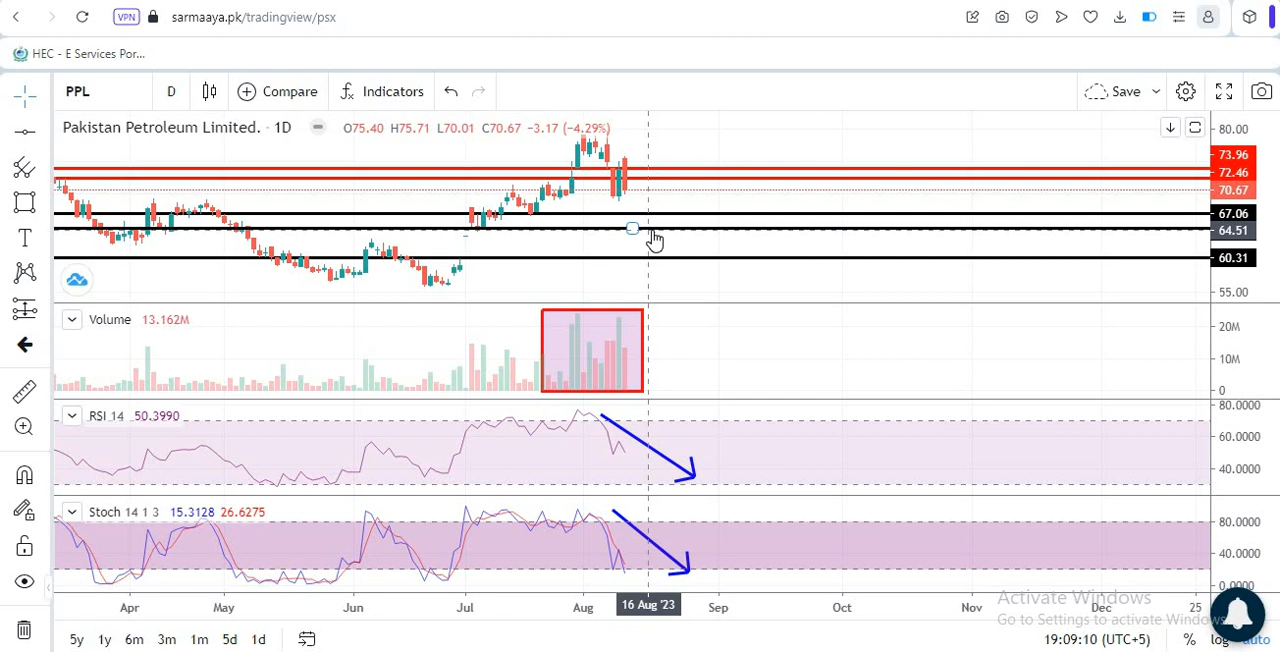 VPN sarmaaya.pk/tradingview/psx
HEC - E Services Por...
PPL D Compare Indicators Save
Pakistan Petroleum Limited. · 1D O75.40 H75.71 L70.01 C70.67 −3.17 (−4.29%)
80.00
73.96
72.46
70.67
67.06
64.51
60.31
55.00
Volume 13.162M
20M
10M
0
RSI 14 50.3990
80.0000
60.0000
40.0000
Stoch 14 1 3 15.3128 26.6275
80.0000
40.0000
0.0000
Apr May Jun Jul Aug 16 Aug '23 Sep Oct Nov Dec 25
Activate Windows
Go to Settings to activate Windows.
5y 1y 6m 3m 1m 5d 1d 19:09:10 (UTC+5) % log auto